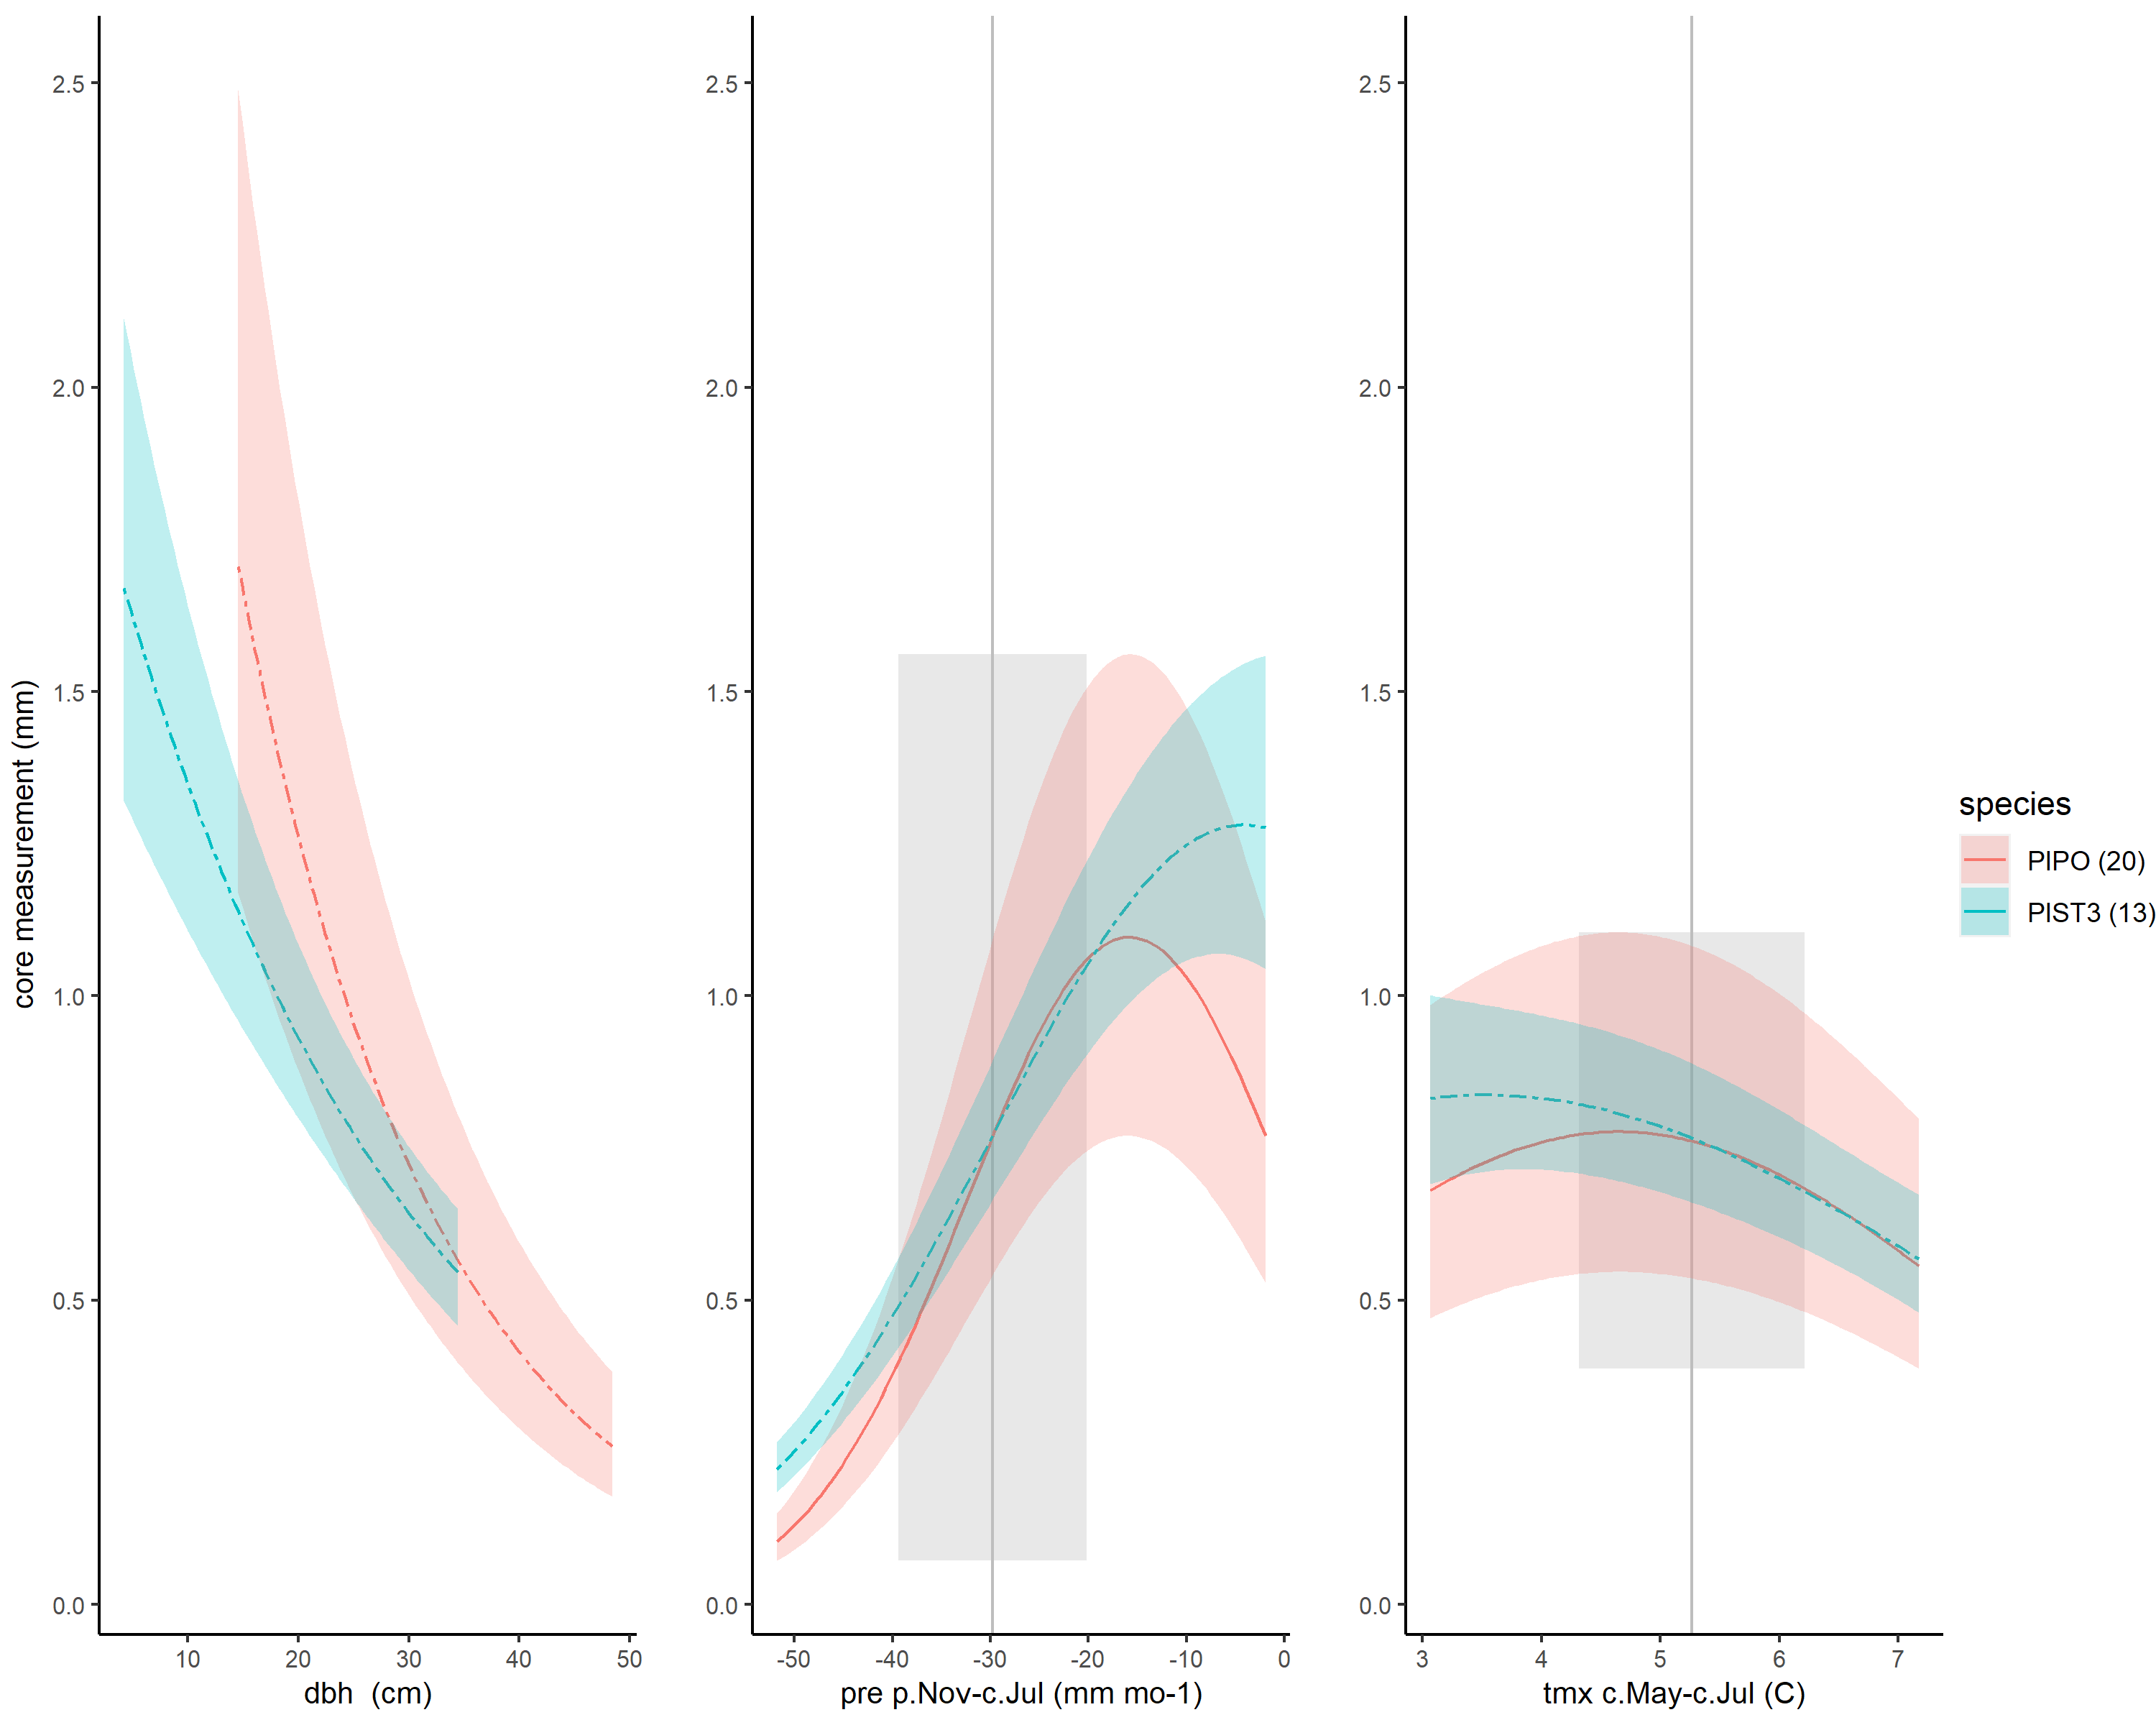 core measurement (mm)
2.5
2.0
1.5
1.0
0.5
0.0
10 20 30 40 50
dbh (cm)
2.5
2.0
1.5
1.0
0.5
0.0
-50 -40 -30 -20 -10 0
pre p.Nov-c.Jul (mm mo-1)
2.5
2.0
1.5
1.0
0.5
0.0
3 4 5 6 7
tmx c.May-c.Jul (C)
species
PIPO (20)
PIST3 (13)